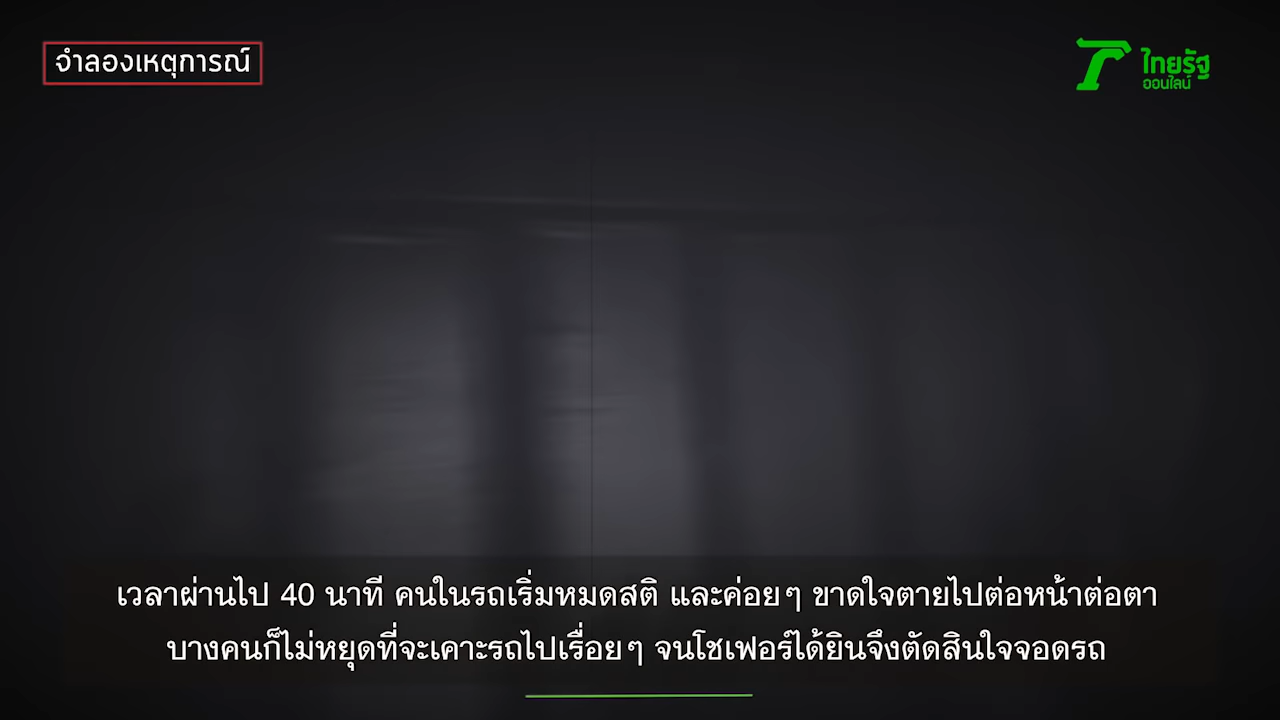 จำลองเหตุการณ์
ไทยรัฐ
ออนไลน์
เวลาผ่านไป 40 นาที คนในรถเริ่มหมดสติ และค่อยๆ ขาดใจตายไปต่อหน้าต่อตา
บางคนก็ไม่หยุดที่จะเคาะรถไปเรื่อยๆ จนโชเฟอร์ได้ยินจึงตัดสินใจจอดรถ